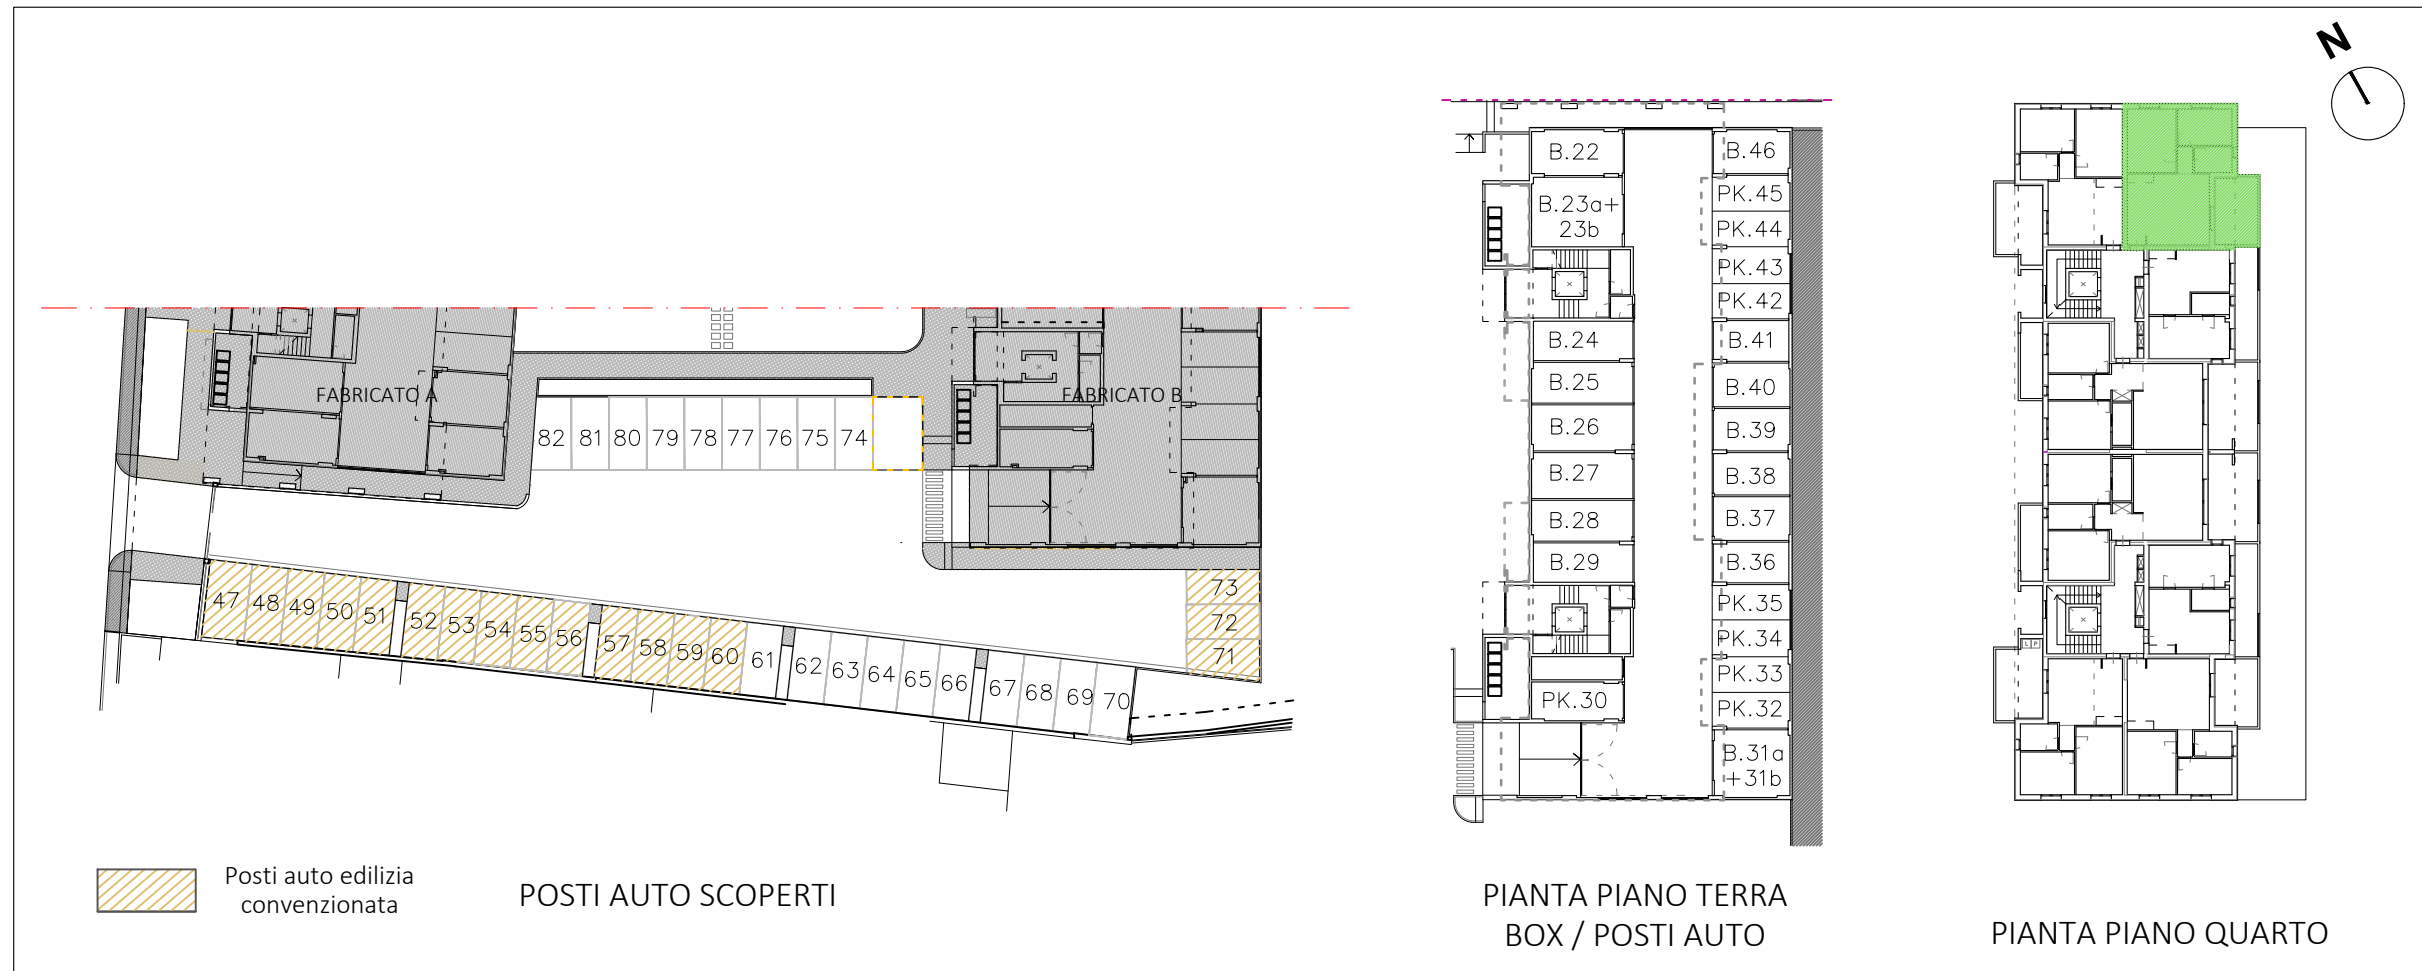 N
FABRICATO A
FABRICATO B
82 81 80 79 78 77 76 75 74
47 48 49 50 51 52 53 54 55 56 57 58 59 60 61 62 63 64 65 66 67 68 69 70
73
72
71
Posti auto edilizia
convenzionata
POSTI AUTO SCOPERTI
B.22
B.23a+
23b
B.24
B.25
B.26
B.27
B.28
B.29
PK.30
B.46
PK.45
PK.44
PK.43
PK.42
B.41
B.40
B.39
B.38
B.37
B.36
PK.35
PK.34
PK.33
PK.32
B.31a
+31b
PIANTA PIANO TERRA
BOX / POSTI AUTO
L P
PIANTA PIANO QUARTO